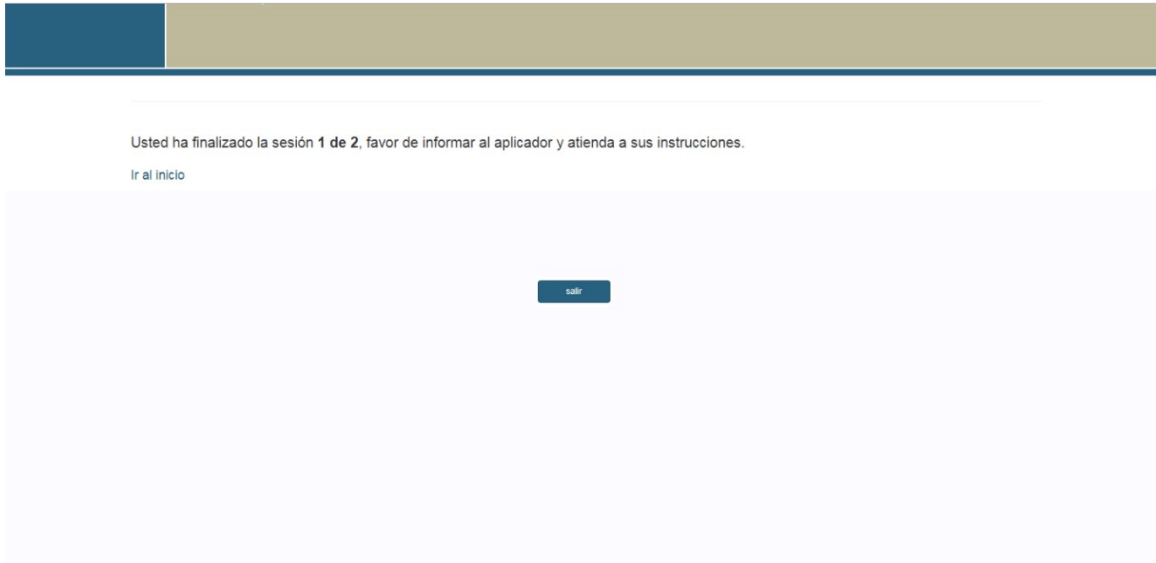 Usted ha finalizado la sesión 1 de 2, favor de informar al aplicador y atienda a sus instrucciones.
Ir al inicio
salir